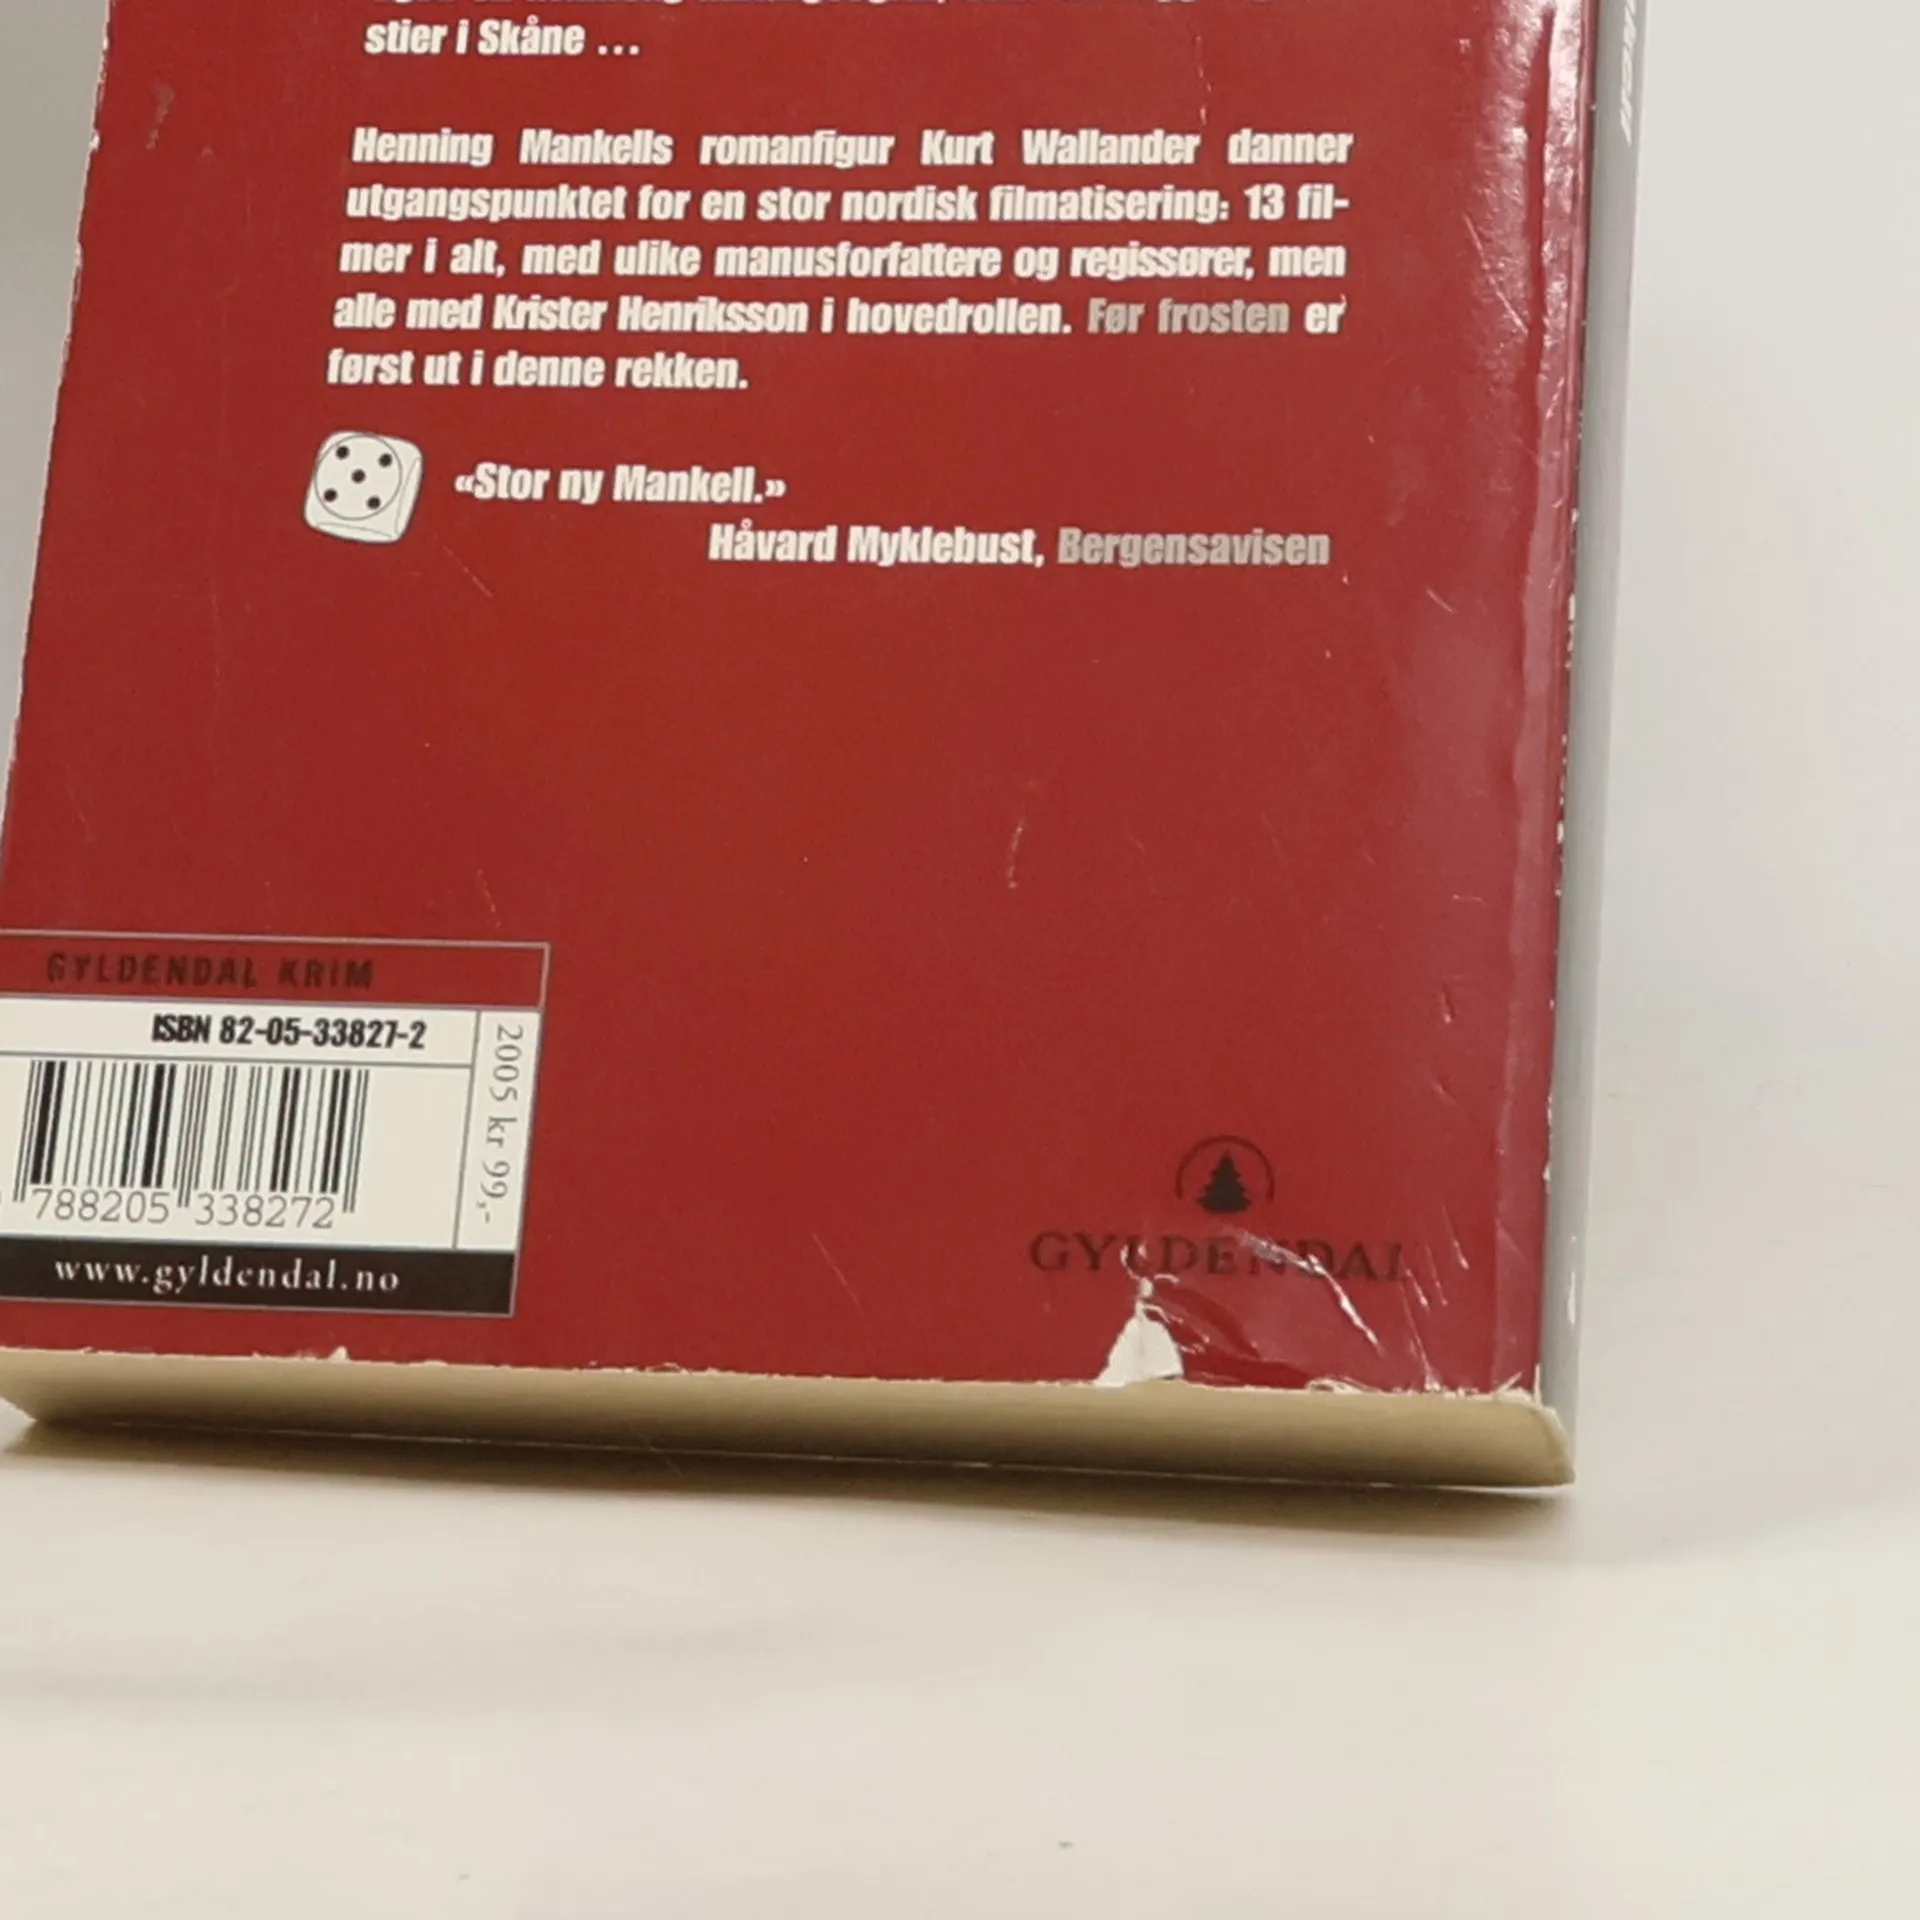 stier i Skåne ...
Henning Mankells romanfigur Kurt Wallander danner
utgangspunktet for en stor nordisk filmatisering: 13 fil-
mer i alt, med ulike manusforfattere og regissører, men
alle med Krister Henriksson i hovedrollen. Før frosten er
først ut i denne rekken.
«Stor ny Mankell.»
Håvard Myklebust, Bergensavisen
GYLDENDAL KRIM
ISBN 82-05-33827-2
2005 kr 99,-
788205 338272
www.gyldendal.no
GYLDENDAL